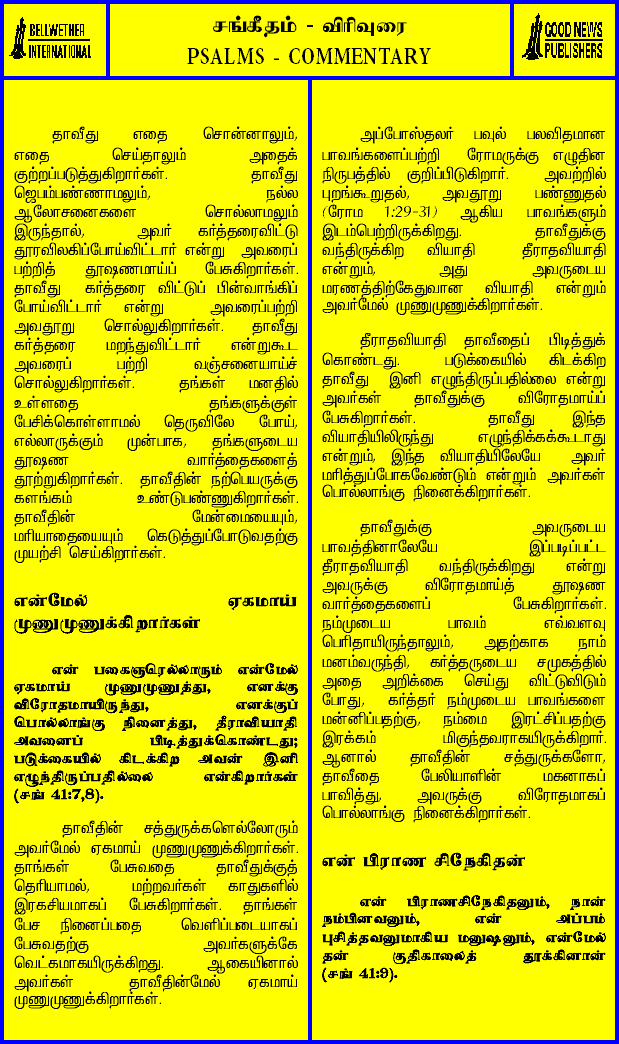 BELLWETHER
INTERNATIONAL
சங்கீதம் - விரிவுரை
PSALMS - COMMENTARY
GOOD NEWS
PUBLISHERS
தாவீது எதை சொன்னாலும்,
எதை செய்தாலும் அதைக்
குற்றப்படுத்துகிறார்கள். தாவீது
ஜெபம்பண்ணாமலும், நல்ல
ஆலோசனைகளை சொல்லாமலும்
இருந்தால், அவர் கர்த்தரைவிட்டு
தூரவிலகிப்போய்விட்டார் என்று அவரைப்
பற்றித் தூஷணமாய்ப் பேசுகிறார்கள்.
தாவீது கர்த்தரை விட்டுப் பின்வாங்கிப்
போய்விட்டார் என்று அவரைப்பற்றி
அவதூறு சொல்லுகிறார்கள். தாவீது
கர்த்தரை மறந்துவிட்டார் என்றுகூட
அவரைப் பற்றி வஞ்சனையாய்ச்
சொல்லுகிறார்கள். தங்கள் மனதில்
உள்ளதை தங்களுக்குள்
பேசிக்கொள்ளாமல் தெருவிலே போய்,
எல்லாருக்கும் முன்பாக, தங்களுடைய
தூஷண வார்த்தைகளைத்
தூற்றுகிறார்கள். தாவீதின் நற்பெயருக்கு
களங்கம் உண்டுபண்ணுகிறார்கள்.
தாவீதின் மேன்மையையும்,
மரியாதையையும் கெடுத்துப்போடுவதற்கு
முயற்சி செய்கிறார்கள்.
என்மேல் ஏகமாய்
முணுமுணுக்கிறார்கள்
என் பகைஞரெல்லாரும் என்மேல்
ஏகமாய் முணுமுணுத்து, எனக்கு
விரோதமாயிருந்து, எனக்குப்
பொல்லாங்கு நினைத்து, தீராவியாதி
அவனைப் பிடித்துக்கொண்டது;
படுக்கையில் கிடக்கிற அவன் இனி
எழுந்திருப்பதில்லை என்கிறார்கள்
(சங் 41:7,8).
தாவீதின் சத்துருக்களெல்லோரும்
அவர்மேல் ஏகமாய் முணுமுணுக்கிறார்கள்.
தாங்கள் பேசுவதை தாவீதுக்குத்
தெரியாமல், மற்றவர்கள் காதுகளில்
இரகசியமாகப் பேசுகிறார்கள். தாங்கள்
பேச நினைப்பதை வெளிப்படையாகப்
பேசுவதற்கு அவர்களுக்கே
வெட்கமாகயிருக்கிறது. ஆகையினால்
அவர்கள் தாவீதின்மேல் ஏகமாய்
முணுமுணுக்கிறார்கள்.
அப்போஸ்தலர் பவுல் பலவிதமான
பாவங்களைப்பற்றி ரோமருக்கு எழுதின
நிருபத்தில் குறிப்பிடுகிறார். அவற்றில்
புறங்கூறுதல், அவதூறு பண்ணுதல்
(ரோம 1:29-31) ஆகிய பாவங்களும்
இடம்பெற்றிருக்கிறது. தாவீதுக்கு
வந்திருக்கிற வியாதி தீராதவியாதி
என்றும், அது அவருடைய
மரணத்திற்கேதுவான வியாதி என்றும்
அவர்மேல் முணுமுணுக்கிறார்கள்.
தீராதவியாதி தாவீதைப் பிடித்துக்
கொண்டது. படுக்கையில் கிடக்கிற
தாவீது இனி எழுந்திருப்பதில்லை என்று
அவர்கள் தாவீதுக்கு விரோதமாய்ப்
பேசுகிறார்கள். தாவீது இந்த
வியாதியிலிருந்து எழுந்திக்கக்கூடாது
என்றும், இந்த வியாதியிலேயே அவர்
மரித்துப்போகவேண்டும் என்றும் அவர்கள்
பொல்லாங்கு நினைக்கிறார்கள்.
தாவீதுக்கு அவருடைய
பாவத்தினாலேயே இப்படிப்பட்ட
தீராதவியாதி வந்திருக்கிறது என்று
அவருக்கு விரோதமாய்த் தூஷண
வார்த்தைகளைப் பேசுகிறார்கள்.
நம்முடைய பாவம் எவ்வளவு
பெரிதாயிருந்தாலும், அதற்காக நாம்
மனம்வருந்தி, கர்த்தருடைய சமுகத்தில்
அதை அறிக்கை செய்து விட்டுவிடும்
போது, கர்த்தர் நம்முடைய பாவங்களை
மன்னிப்பதற்கு, நம்மை இரட்சிப்பதற்கு
இரக்கம் மிகுந்தவராகயிருக்கிறார்.
ஆனால் தாவீதின் சத்துருக்களோ,
தாவீதை பேலியாளின் மகனாகப்
பாவித்து, அவருக்கு விரோதமாகப்
பொல்லாங்கு நினைக்கிறார்கள்.
என் பிராண சிநேகிதன்
என் பிராணசிநேகிதனும், நான்
நம்பினவனும், என் அப்பம்
புசித்தவனுமாகிய மனுஷனும், என்மேல்
தன் குதிகாலைத் தூக்கினான்
(சங் 41:9).